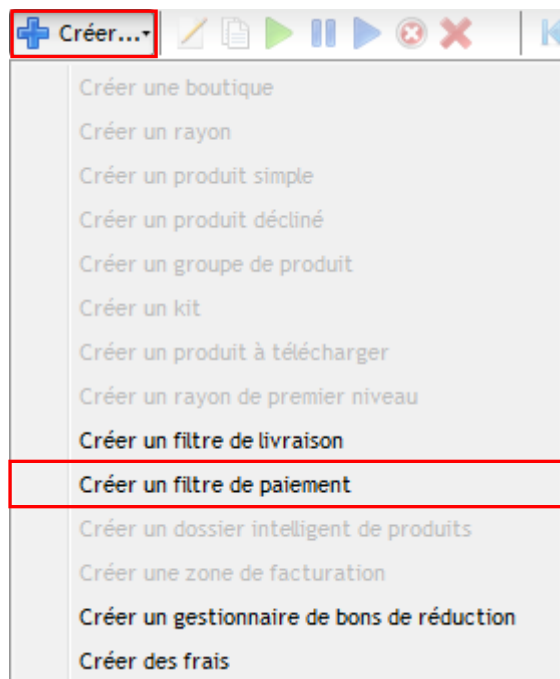 Créer...
Créer une boutique
Créer un rayon
Créer un produit simple
Créer un produit décliné
Créer un groupe de produit
Créer un kit
Créer un produit à télécharger
Créer un rayon de premier niveau
Créer un filtre de livraison
Créer un filtre de paiement
Créer un dossier intelligent de produits
Créer une zone de facturation
Créer un gestionnaire de bons de réduction
Créer des frais